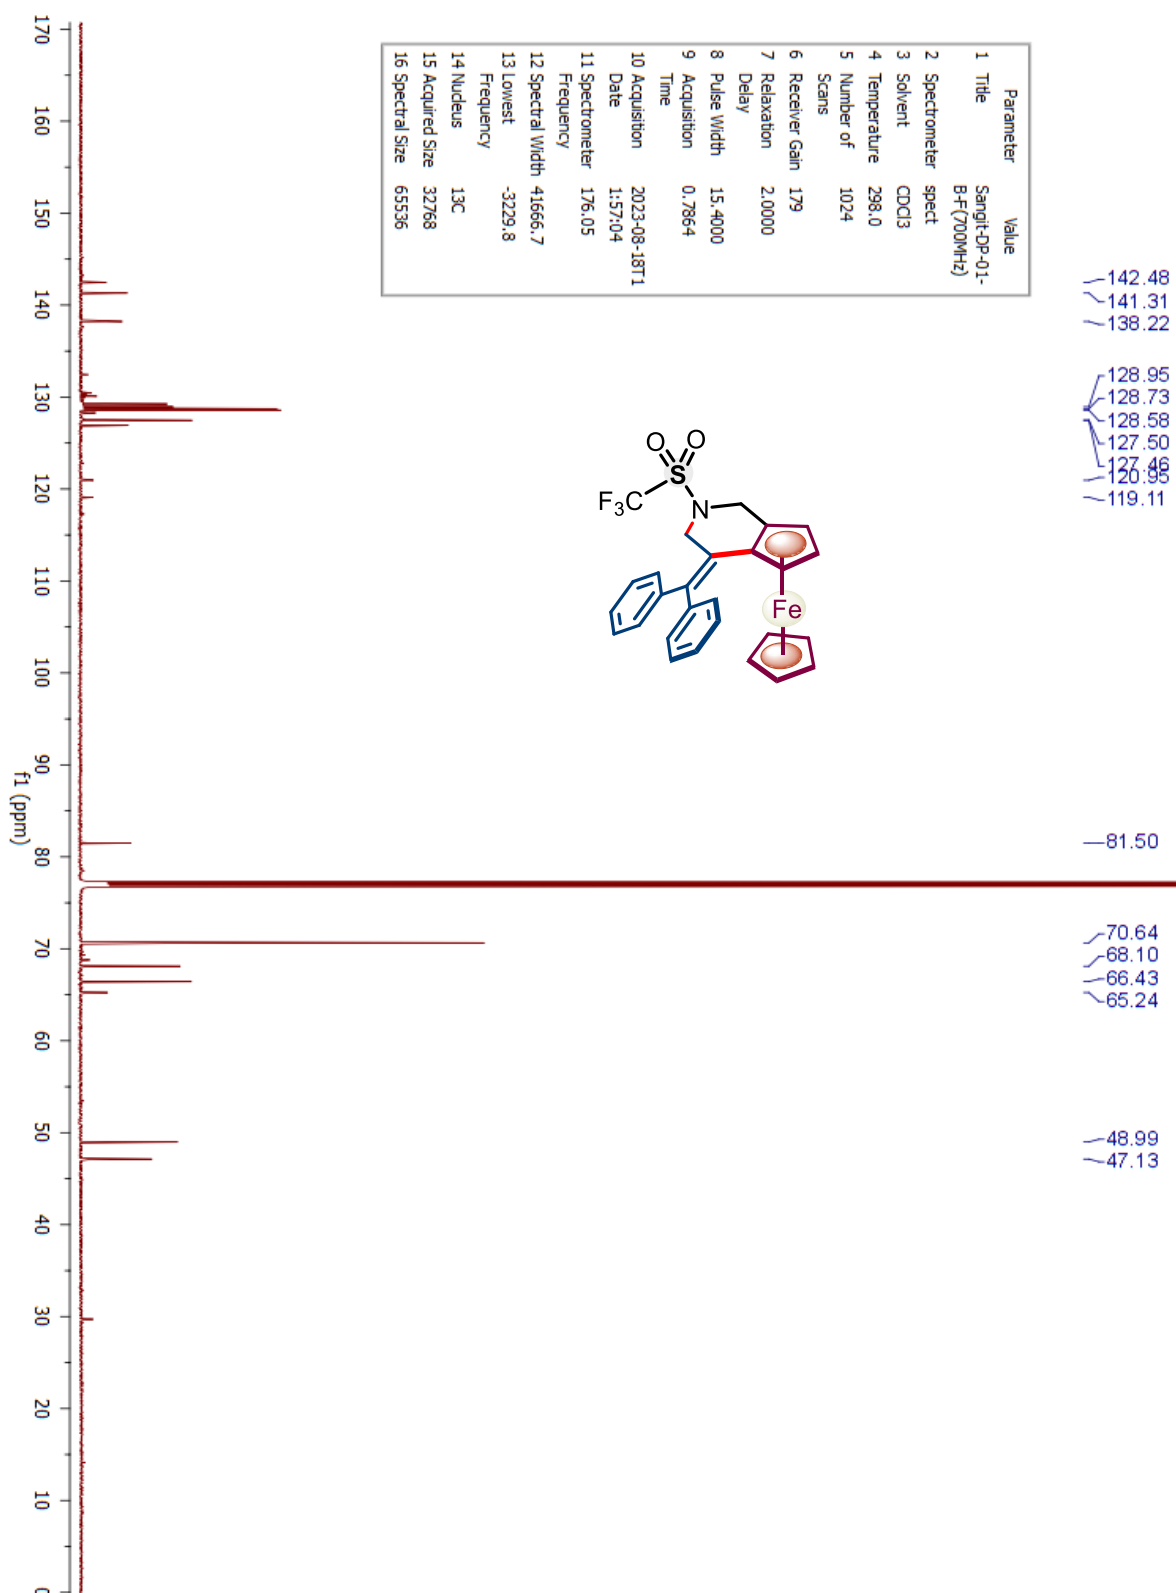 Parameter Value
1 Title Sangit-DP-01-
B-F(700MHz)
2 Spectrometer spect
3 Solvent CDCl3
4 Temperature 298.0
5 Number of 1024
Scans
6 Receiver Gain 179
7 Relaxation 2.0000
Delay
8 Pulse Width 15.4000
9 Acquisition 0.7864
Time
10 Acquisition 2023-08-18T1
Date 1:57:04
11 Spectrometer 176.05
Frequency
12 Spectral Width 41666.7
13 Lowest -3229.8
Frequency
14 Nucleus 13C
15 Acquired Size 32768
16 Spectral Size 65536
142.48
141.31
138.22
128.95
128.73
128.58
127.50
127.46
120.95
119.11
81.50
70.64
68.10
66.43
65.24
48.99
47.13
O O
S
F3C
N
Fe
170 160 150 140 130 120 110 100 90 80 70 60 50 40 30 20 10 0
f1 (ppm)